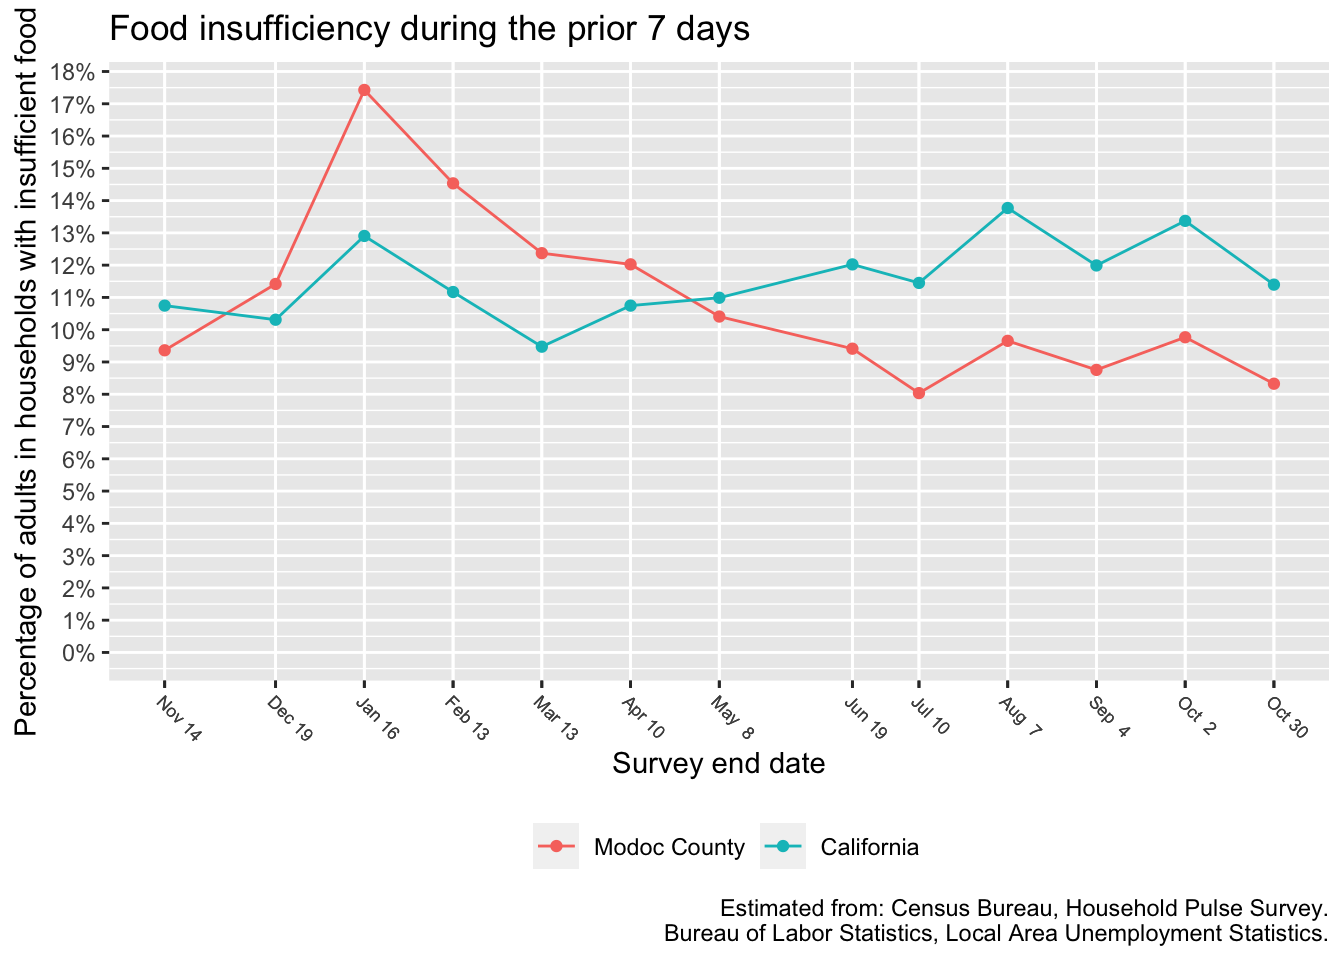 Food insufficiency during the prior 7 days
Percentage of adults in households with insufficient food
18%
17%
16%
15%
14%
13%
12%
11%
10%
9%
8%
7%
6%
5%
4%
3%
2%
1%
0%
Nov 14
Dec 19
Jan 16
Feb 13
Mar 13
Apr 10
May 8
Jun 19
Jul 10
Aug 7
Sep 4
Oct 2
Oct 30
Survey end date
Modoc County
California
Estimated from: Census Bureau, Household Pulse Survey.
Bureau of Labor Statistics, Local Area Unemployment Statistics.